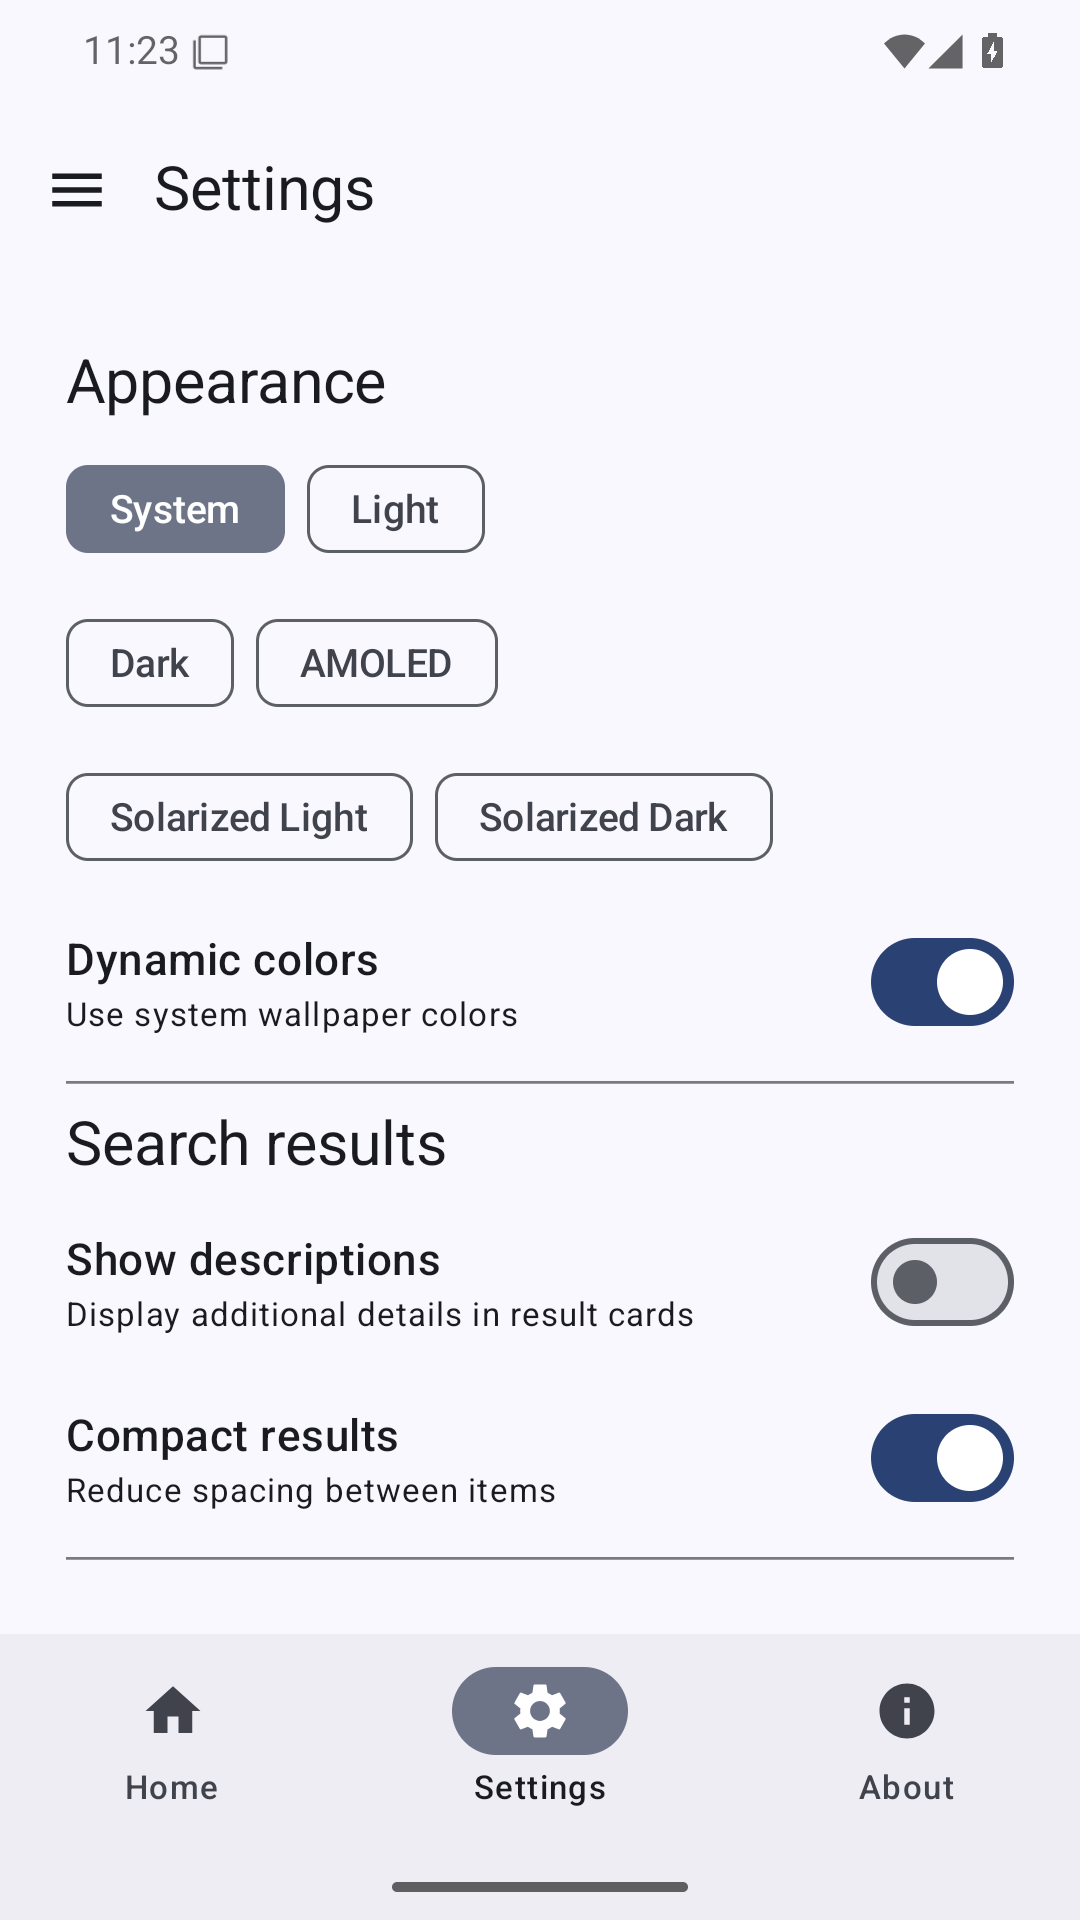 11:23
Settings
Appearance
System
Light
Dark
AMOLED
Solarized Light
Solarized Dark
Dynamic colors
Use system wallpaper colors
Search results
Show descriptions
Display additional details in result cards
Compact results
Reduce spacing between items
Home
Settings
About